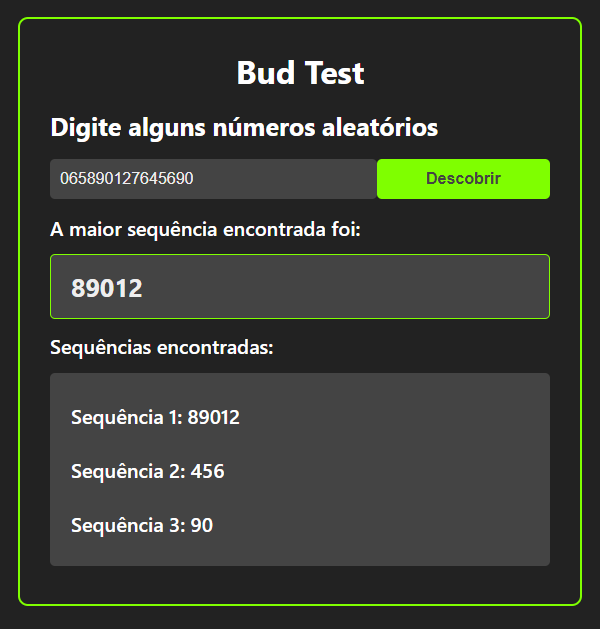 Bud Test
Digite alguns números aleatórios
065890127645690
Descobrir
A maior sequência encontrada foi:
89012
Sequências encontradas:
Sequência 1: 89012
Sequência 2: 456
Sequência 3: 90